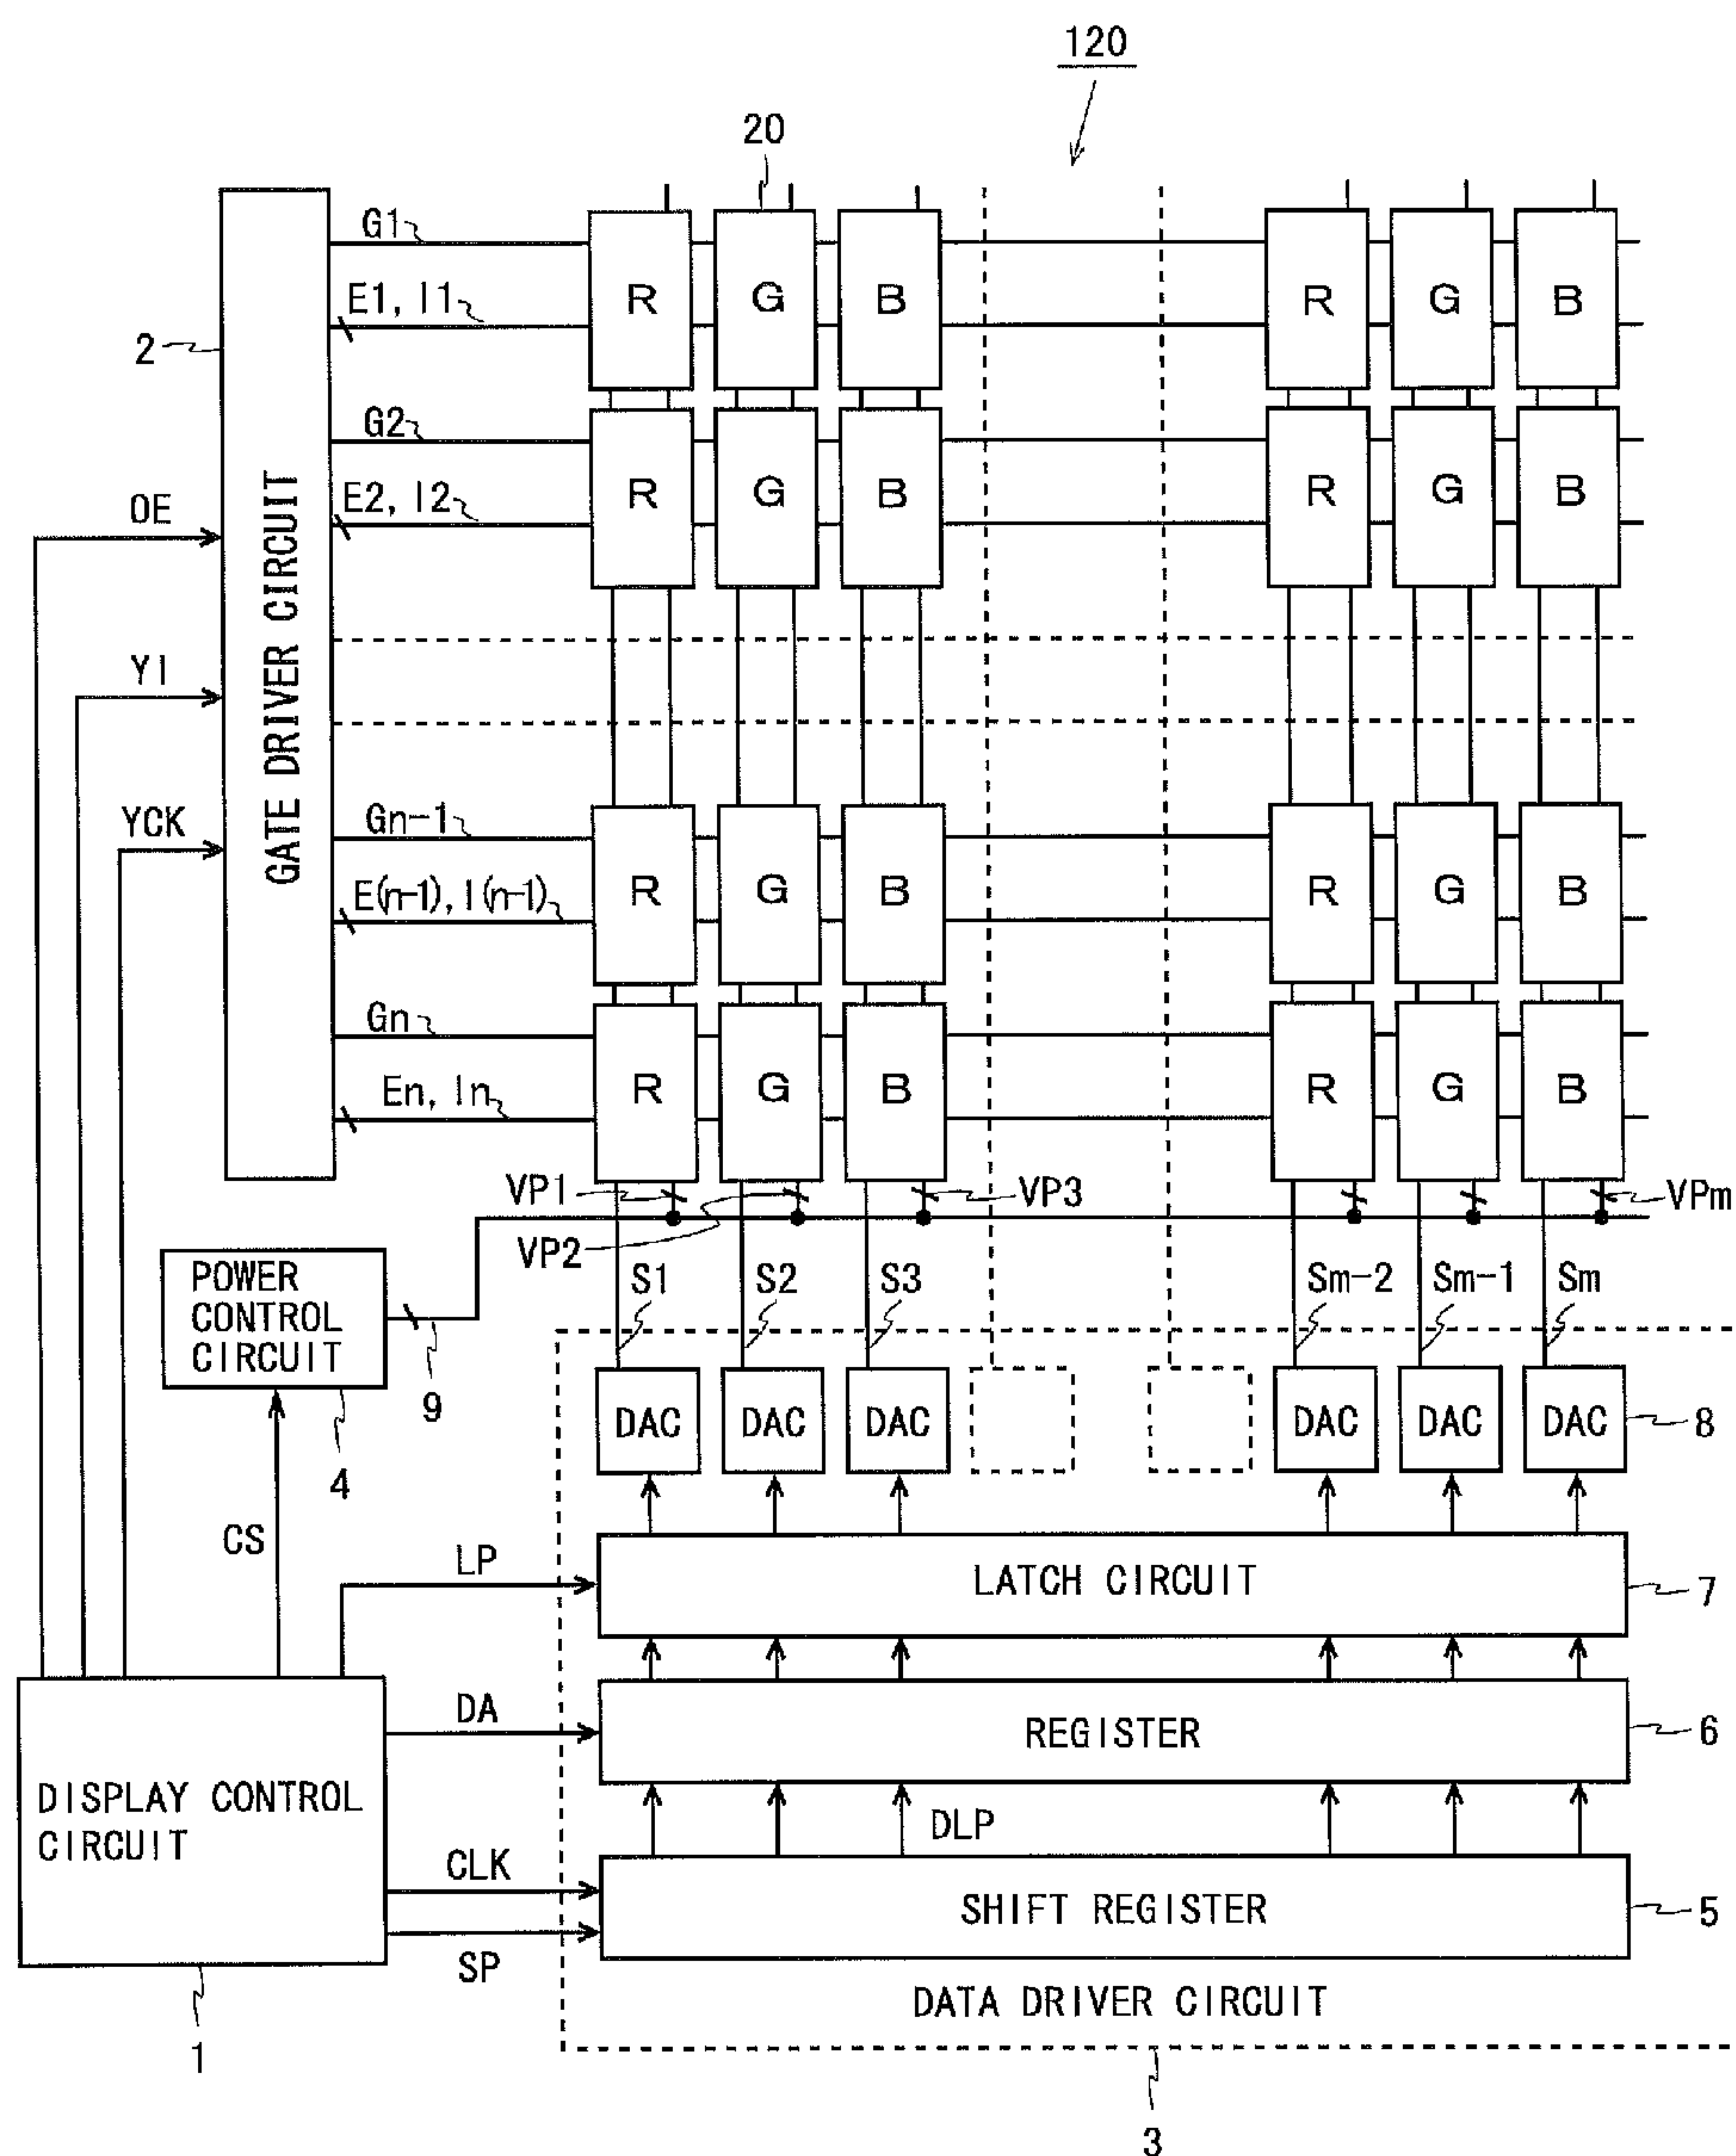 120
20
G1
R G B R G B
E1, I1
2
G2
R G B R G B
E2, I2
OE
GATE DRIVER CIRCUIT
YI
YCK
Gn-1
R G B R G B
E(n-1), I(n-1)
Gn
R G B R G B
En, In
VP1 VP3 VPm
VP2
POWER
CONTROL
CIRCUIT
S1 S2 S3 Sm-2 Sm-1 Sm
9
4
DAC DAC DAC DAC DAC DAC 8
CS
LP
LATCH CIRCUIT 7
DA
REGISTER 6
DISPLAY CONTROL
CIRCUIT
DLP
CLK
SHIFT REGISTER 5
SP
DATA DRIVER CIRCUIT
1
3